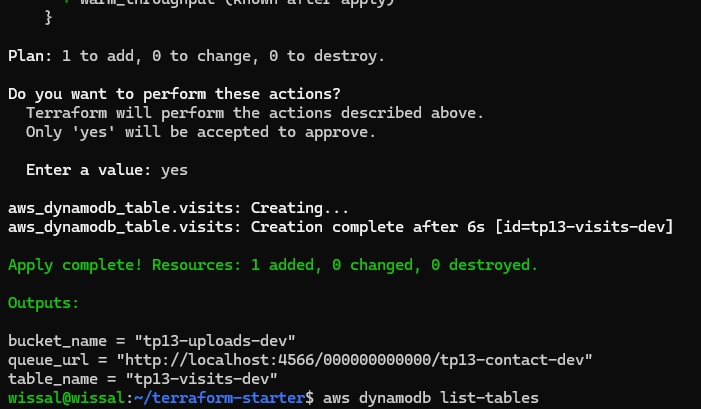 + warm_throughput (known after apply)
}
Plan: 1 to add, 0 to change, 0 to destroy.
Do you want to perform these actions?
Terraform will perform the actions described above.
Only 'yes' will be accepted to approve.
Enter a value: yes
aws_dynamodb_table.visits: Creating...
aws_dynamodb_table.visits: Creation complete after 6s [id=tp13-visits-dev]
Apply complete! Resources: 1 added, 0 changed, 0 destroyed.
Outputs:
bucket_name = "tp13-uploads-dev"
queue_url = "http://localhost:4566/000000000000/tp13-contact-dev"
table_name = "tp13-visits-dev"
wissal@wissal:~/terraform-starter$ aws dynamodb list-tables